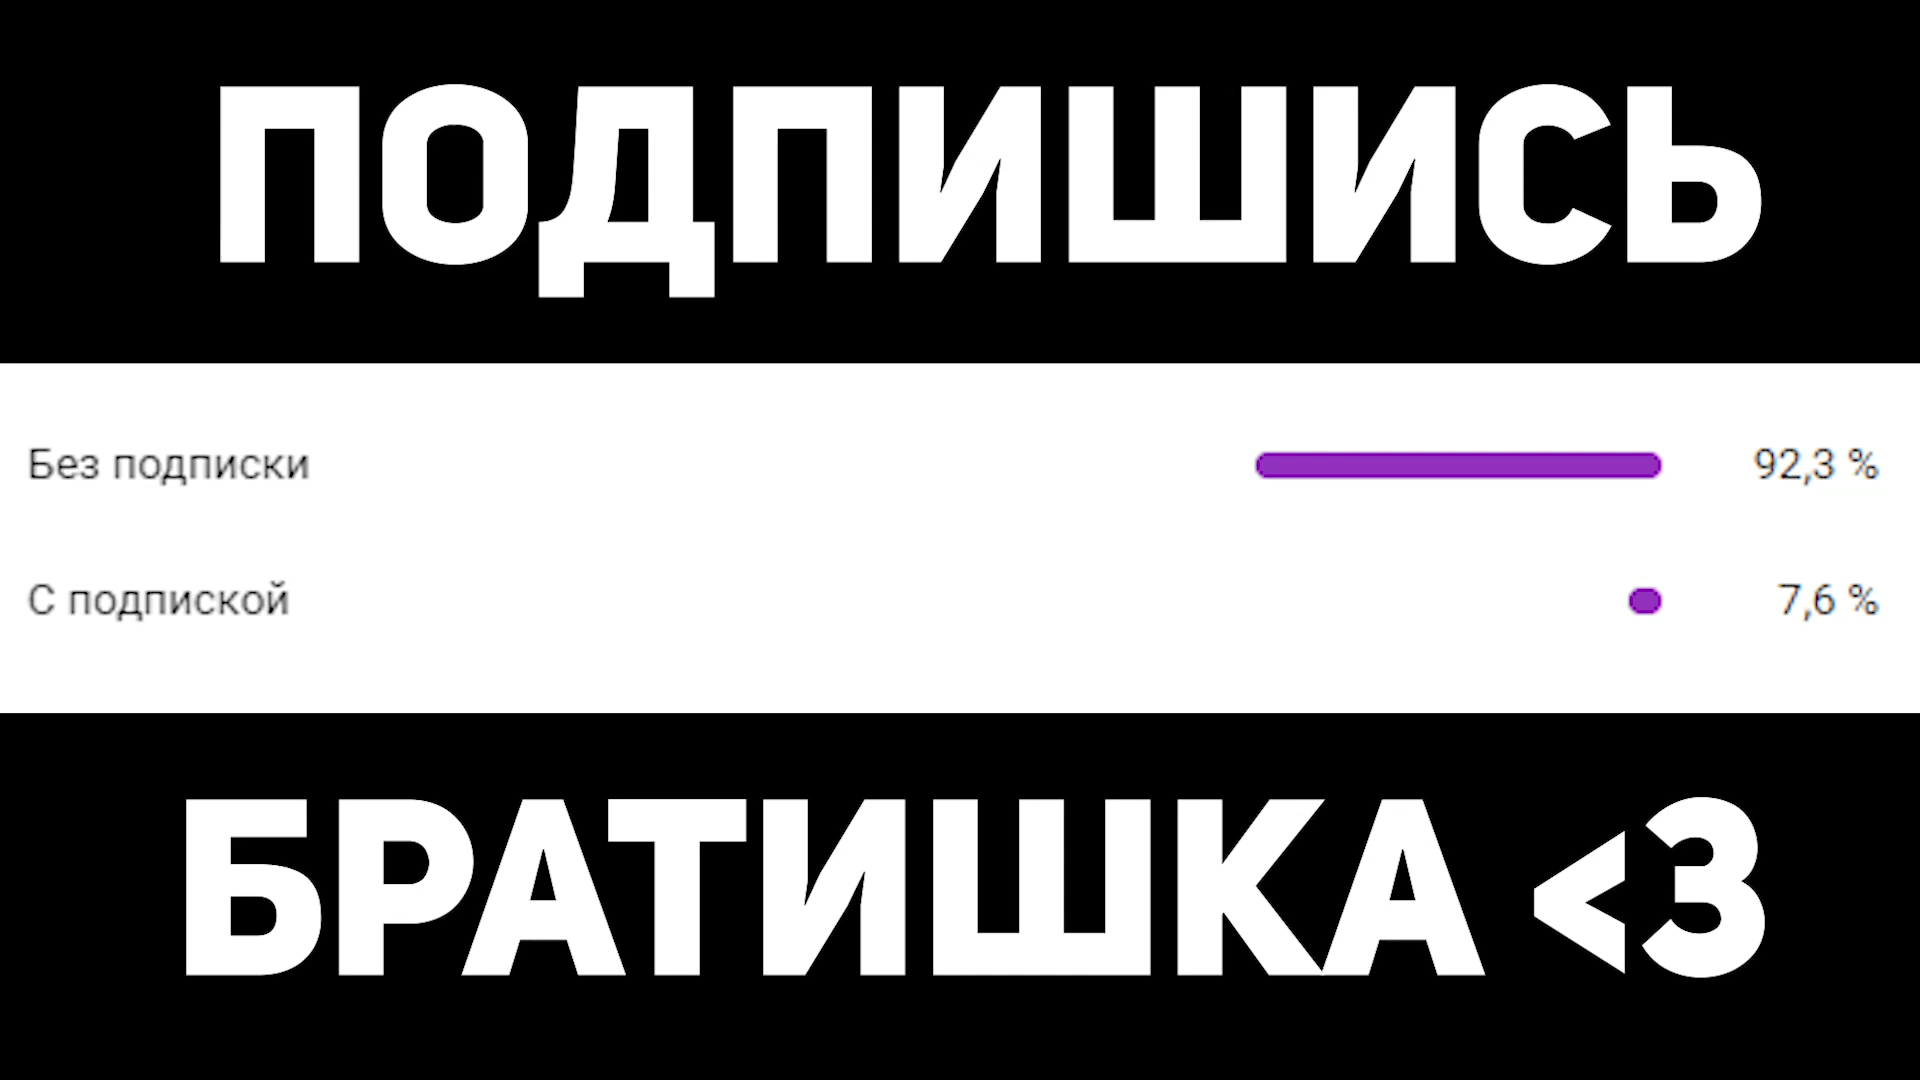 ПОДПИШИСЬ
Без подписки 92,3 %
С подпиской 7,6 %
БРАТИШКА <3